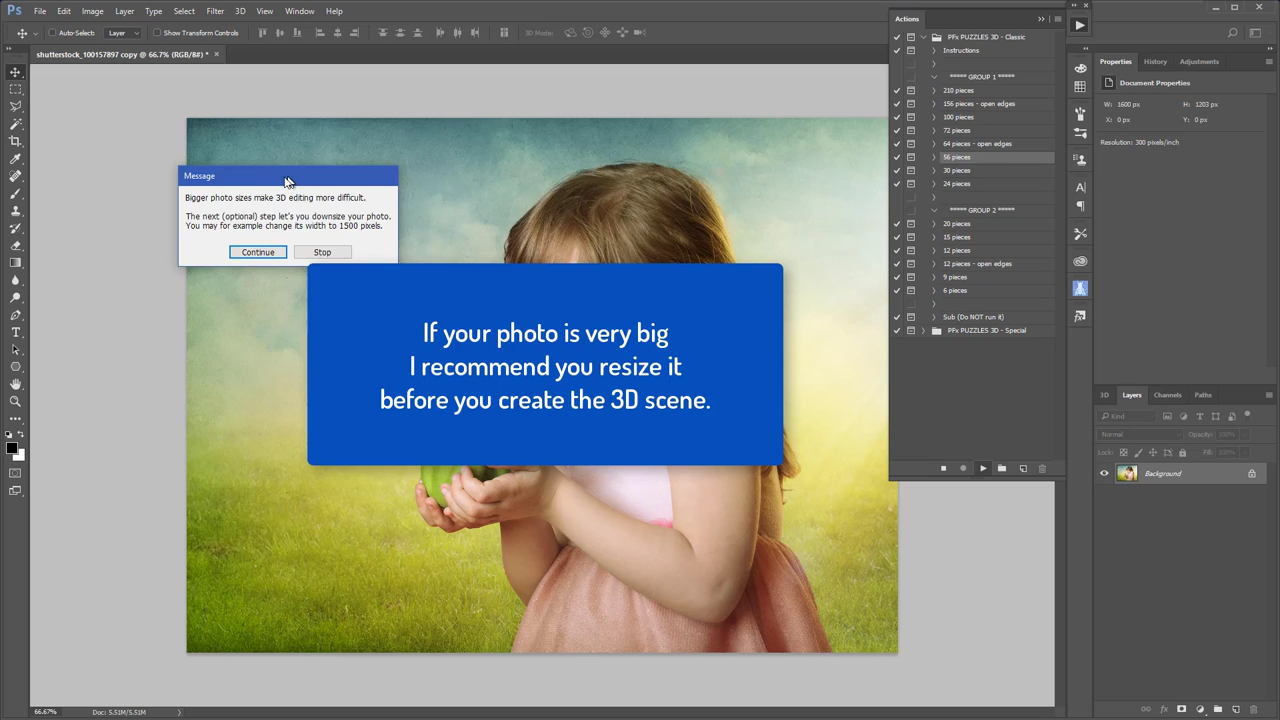 Ps File Edit Image Layer Type Select Filter 3D View Window Help
Auto-Select: Layer Show Transform Controls 3D Mode:
shutterstock_100157897 copy @ 66.7% (RGB/8#) * ×
Message
Bigger photo sizes make 3D editing more difficult.
The next (optional) step let's you downsize your photo.
You may for example change its width to 1500 pixels.
Continue Stop
If your photo is very big
I recommend you resize it
before you create the 3D scene.
Actions
PFx PUZZLES 3D - Classic
Instructions
***** GROUP 1 *****
210 pieces
156 pieces - open edges
100 pieces
72 pieces
64 pieces - open edges
56 pieces
30 pieces
24 pieces
***** GROUP 2 *****
20 pieces
15 pieces
12 pieces
12 pieces - open edges
9 pieces
6 pieces
Sub (Do NOT run it)
PFx PUZZLES 3D - Special
Properties History Adjustments
Document Properties
W: 1600 px H: 1203 px
X: 0 px Y: 0 px
Resolution: 300 pixels/inch
3D Layers Channels Paths
Kind
Normal Opacity: 100%
Lock: Fill: 100%
Background
66.67% Doc: 5.51M/5.51M